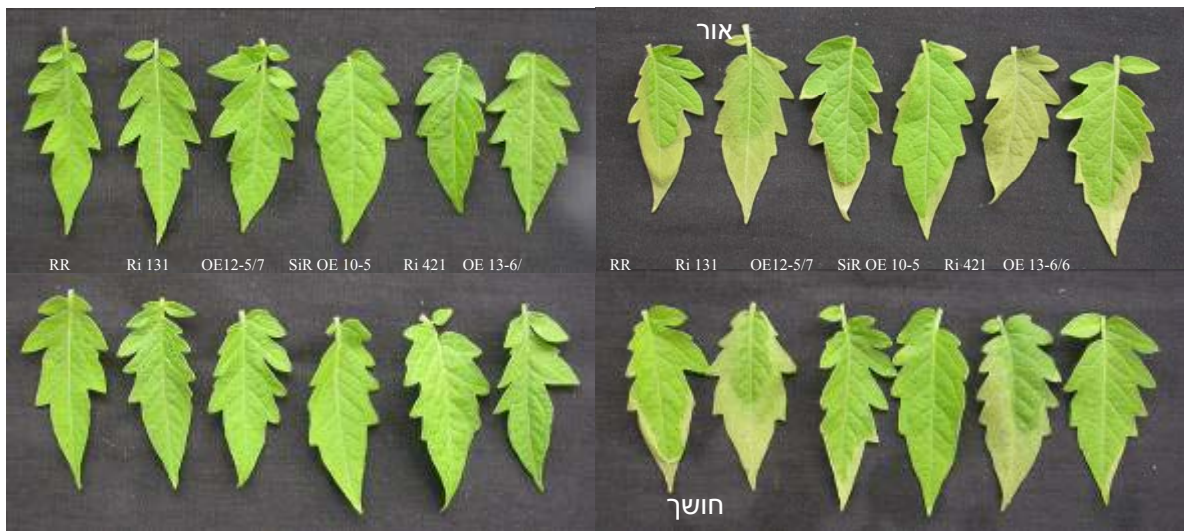 אור
RR Ri 131 OE12-5/7 SiR OE 10-5 Ri 421 OE 13-6/
RR Ri 131 OE12-5/7 SiR OE 10-5 Ri 421 OE 13-6/6
חושך